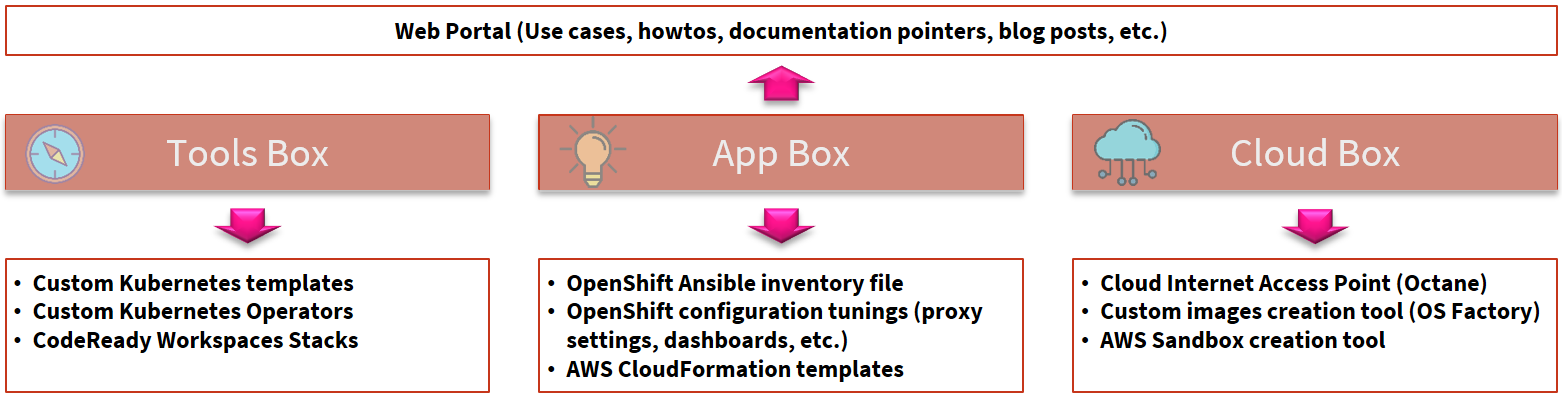 Web Portal (Use cases, howtos, documentation pointers, blog posts, etc.)
Tools Box
App Box
Cloud Box
• Custom Kubernetes templates
• Custom Kubernetes Operators
• CodeReady Workspaces Stacks
• OpenShift Ansible inventory file
• OpenShift configuration tunings (proxy
settings, dashboards, etc.)
• AWS CloudFormation templates
• Cloud Internet Access Point (Octane)
• Custom images creation tool (OS Factory)
• AWS Sandbox creation tool